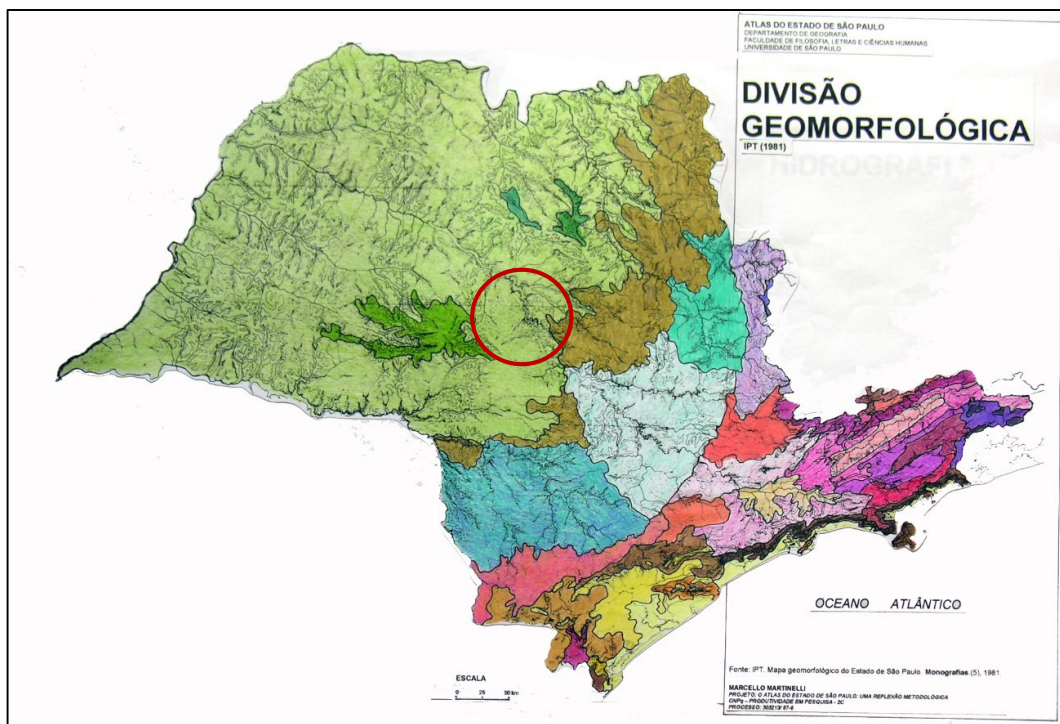 ATLAS DO ESTADO DE SÃO PAULO
DEPARTAMENTO DE GEOGRAFIA
FACULDADE DE FILOSOFIA, LETRAS E CIÊNCIAS HUMANAS
UNIVERSIDADE DE SÃO PAULO
DIVISÃO
GEOMORFOLÓGICA
IPT (1981)
HIDROGRAFI
OCEANO ATLÂNTICO
ESCALA
0 25 50 km
Fonte: IPT. Mapa geomorfológico do Estado de São Paulo. Monografias (5), 1981.
MARCELLO MARTINELLI
PROJETO: O ATLAS DO ESTADO DE SÃO PAULO: UMA REFLEXÃO METODOLÓGICA
CNPq - PRODUTIVIDADE EM PESQUISA - 2C